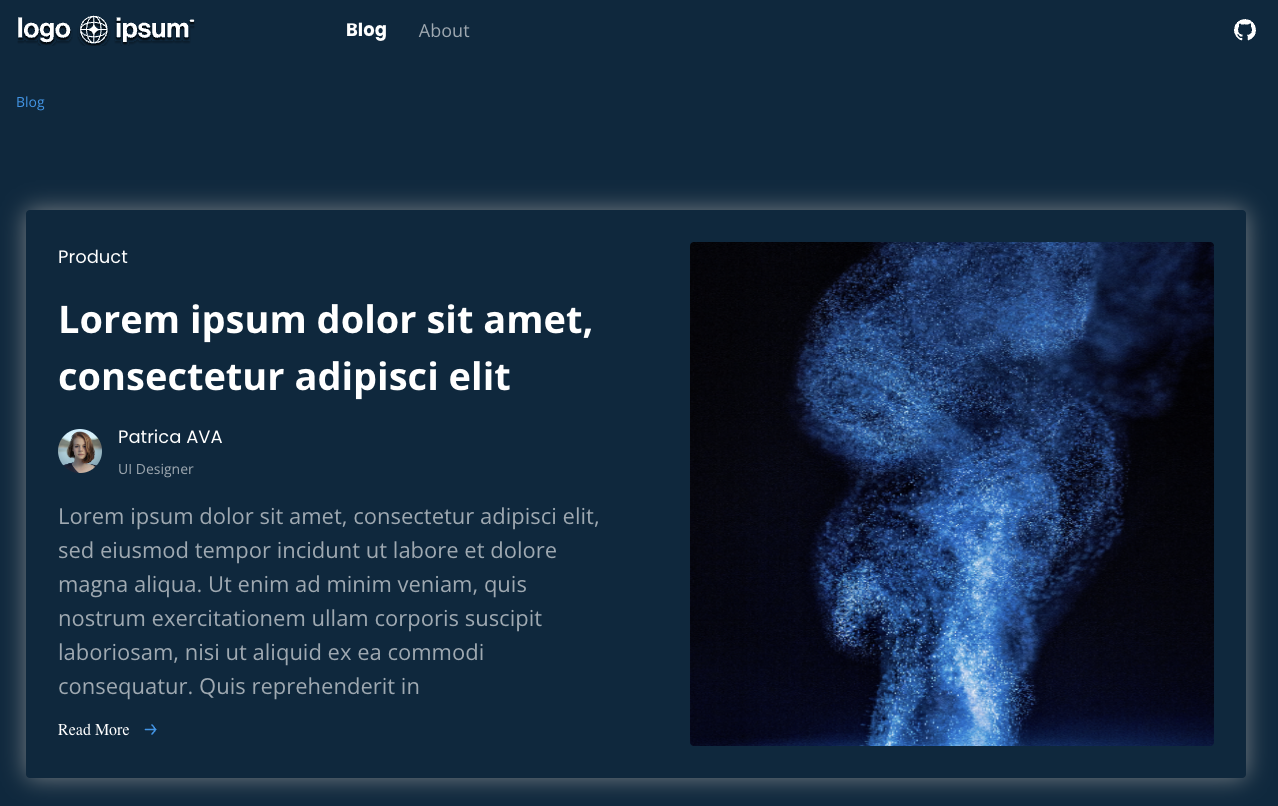 logo ipsum
Blog
About
Blog
Product
Lorem ipsum dolor sit amet,
consectetur adipisci elit
Patrica AVA
UI Designer
Lorem ipsum dolor sit amet, consectetur adipisci elit,
sed eiusmod tempor incidunt ut labore et dolore
magna aliqua. Ut enim ad minim veniam, quis
nostrum exercitationem ullam corporis suscipit
laboriosam, nisi ut aliquid ex ea commodi
consequatur. Quis reprehenderit in
Read More →